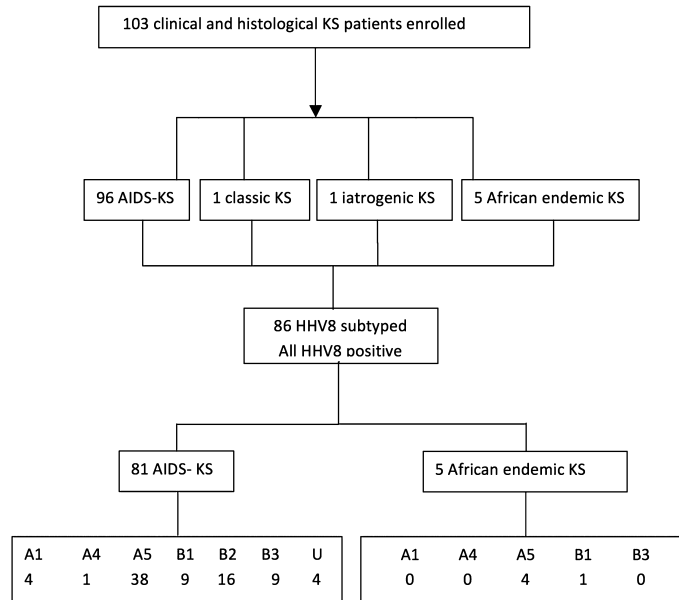 103 clinical and histological KS patients enrolled
96 AIDS-KS
1 classic KS
1 iatrogenic KS
5 African endemic KS
86 HHV8 subtyped
All HHV8 positive
81 AIDS- KS
5 African endemic KS
A1 A4 A5 B1 B2 B3 U
4 1 38 9 16 9 4
A1 A4 A5 B1 B3
0 0 4 1 0